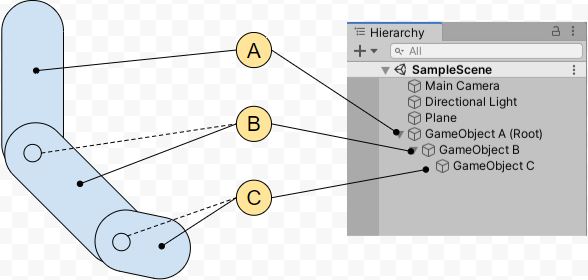 A
B
C
Hierarchy
All
SampleScene
Main Camera
Directional Light
Plane
GameObject A (Root)
GameObject B
GameObject C